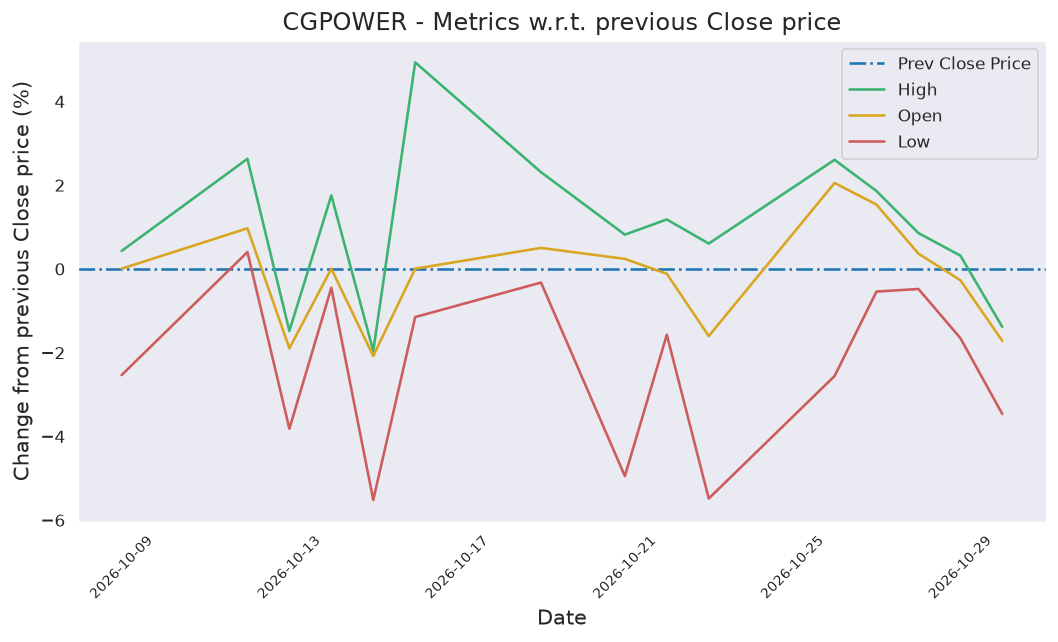 CGPOWER - Metrics w.r.t. previous Close price
Prev Close Price
High
Open
Low
Change from previous Close price (%)
4
2
0
−2
−4
−6
2026-10-09
2026-10-13
2026-10-17
2026-10-21
2026-10-25
2026-10-29
Date